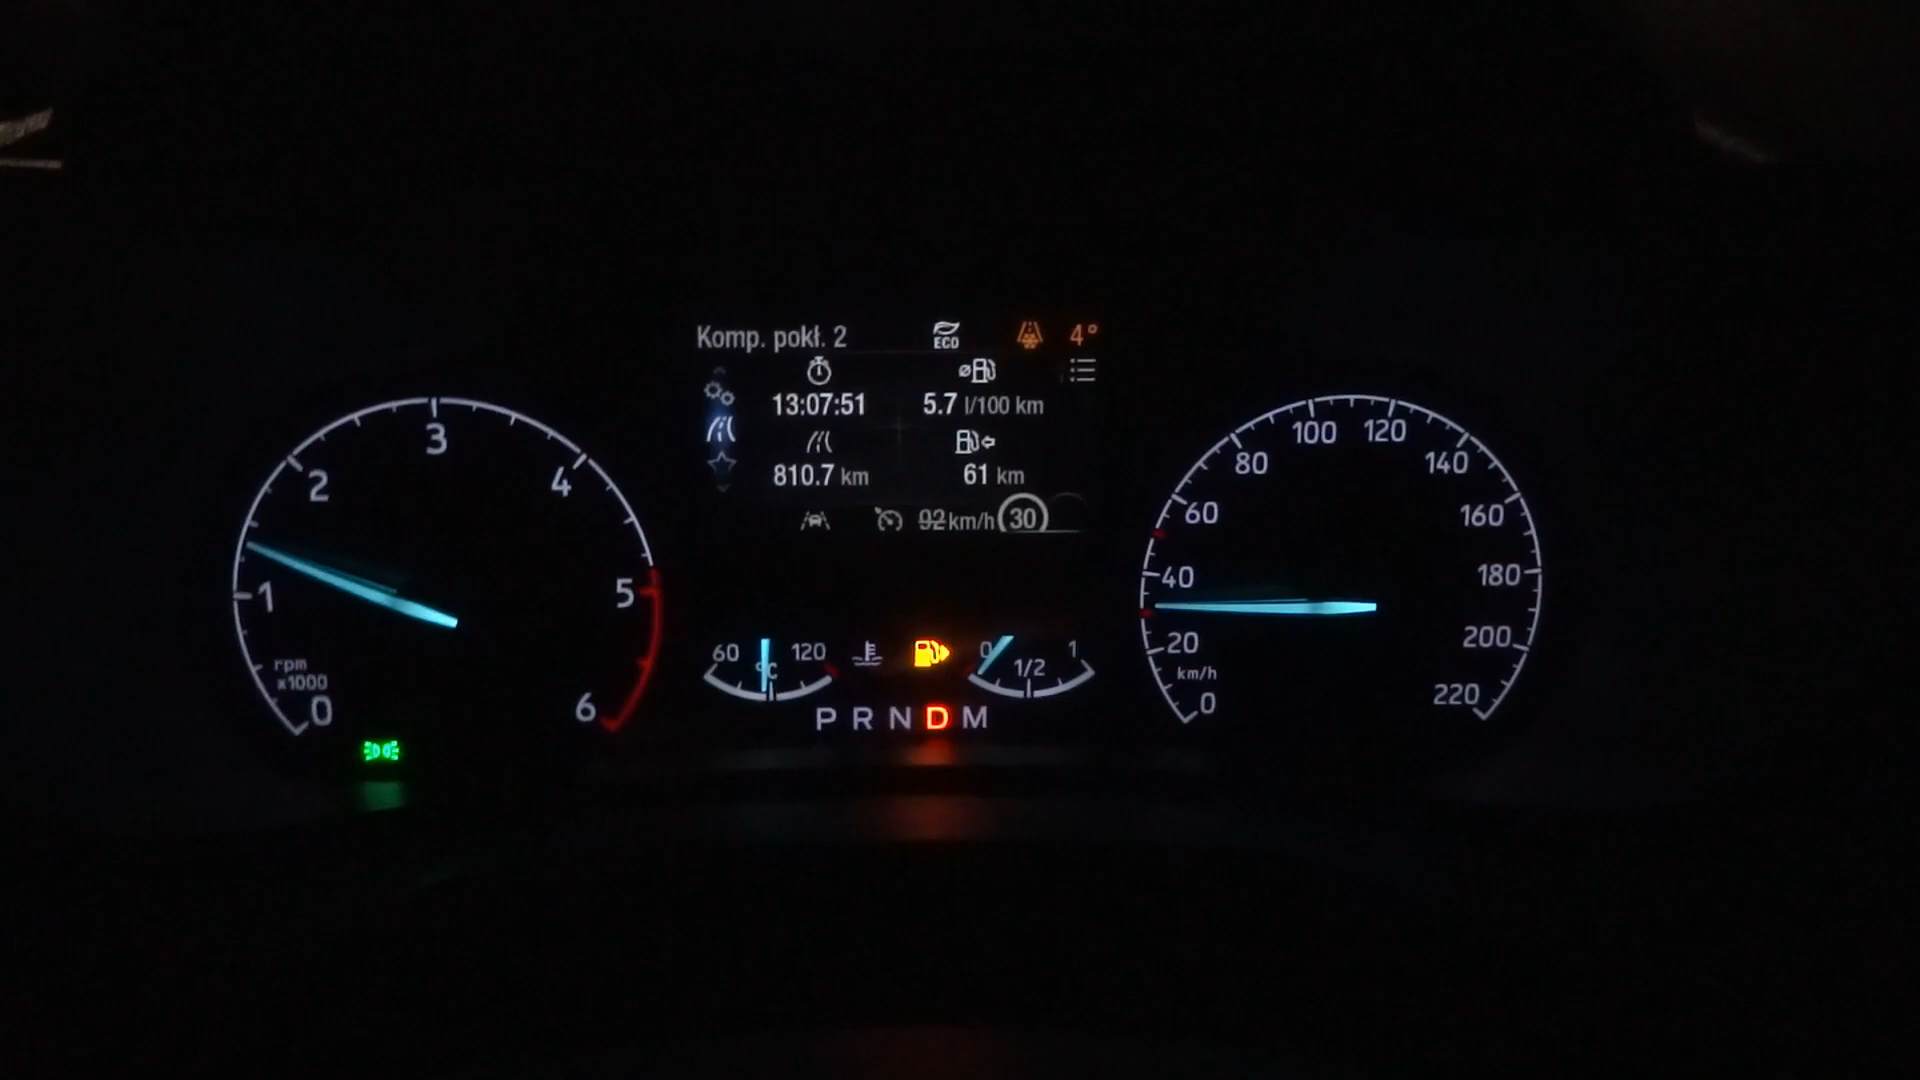 Komp. pokł. 2 ECO 4°
13:07:51 5.7 l/100 km
810.7 km 61 km
92 km/h 30
0 1 2 3 4 5 6
rpm
x1000
60 120 °C
0 1/2 1
P R N D M
0 20 40 60 80 100 120 140 160 180 200 220
km/h